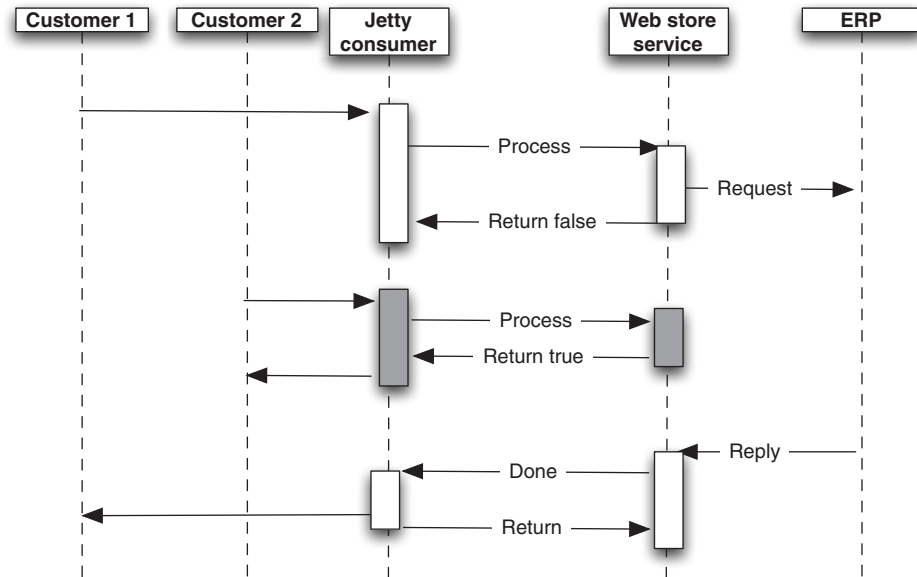 Customer 1
Customer 2
Jetty
consumer
Web store
service
ERP
Process
Request
Return false
Process
Return true
Reply
Done
Return